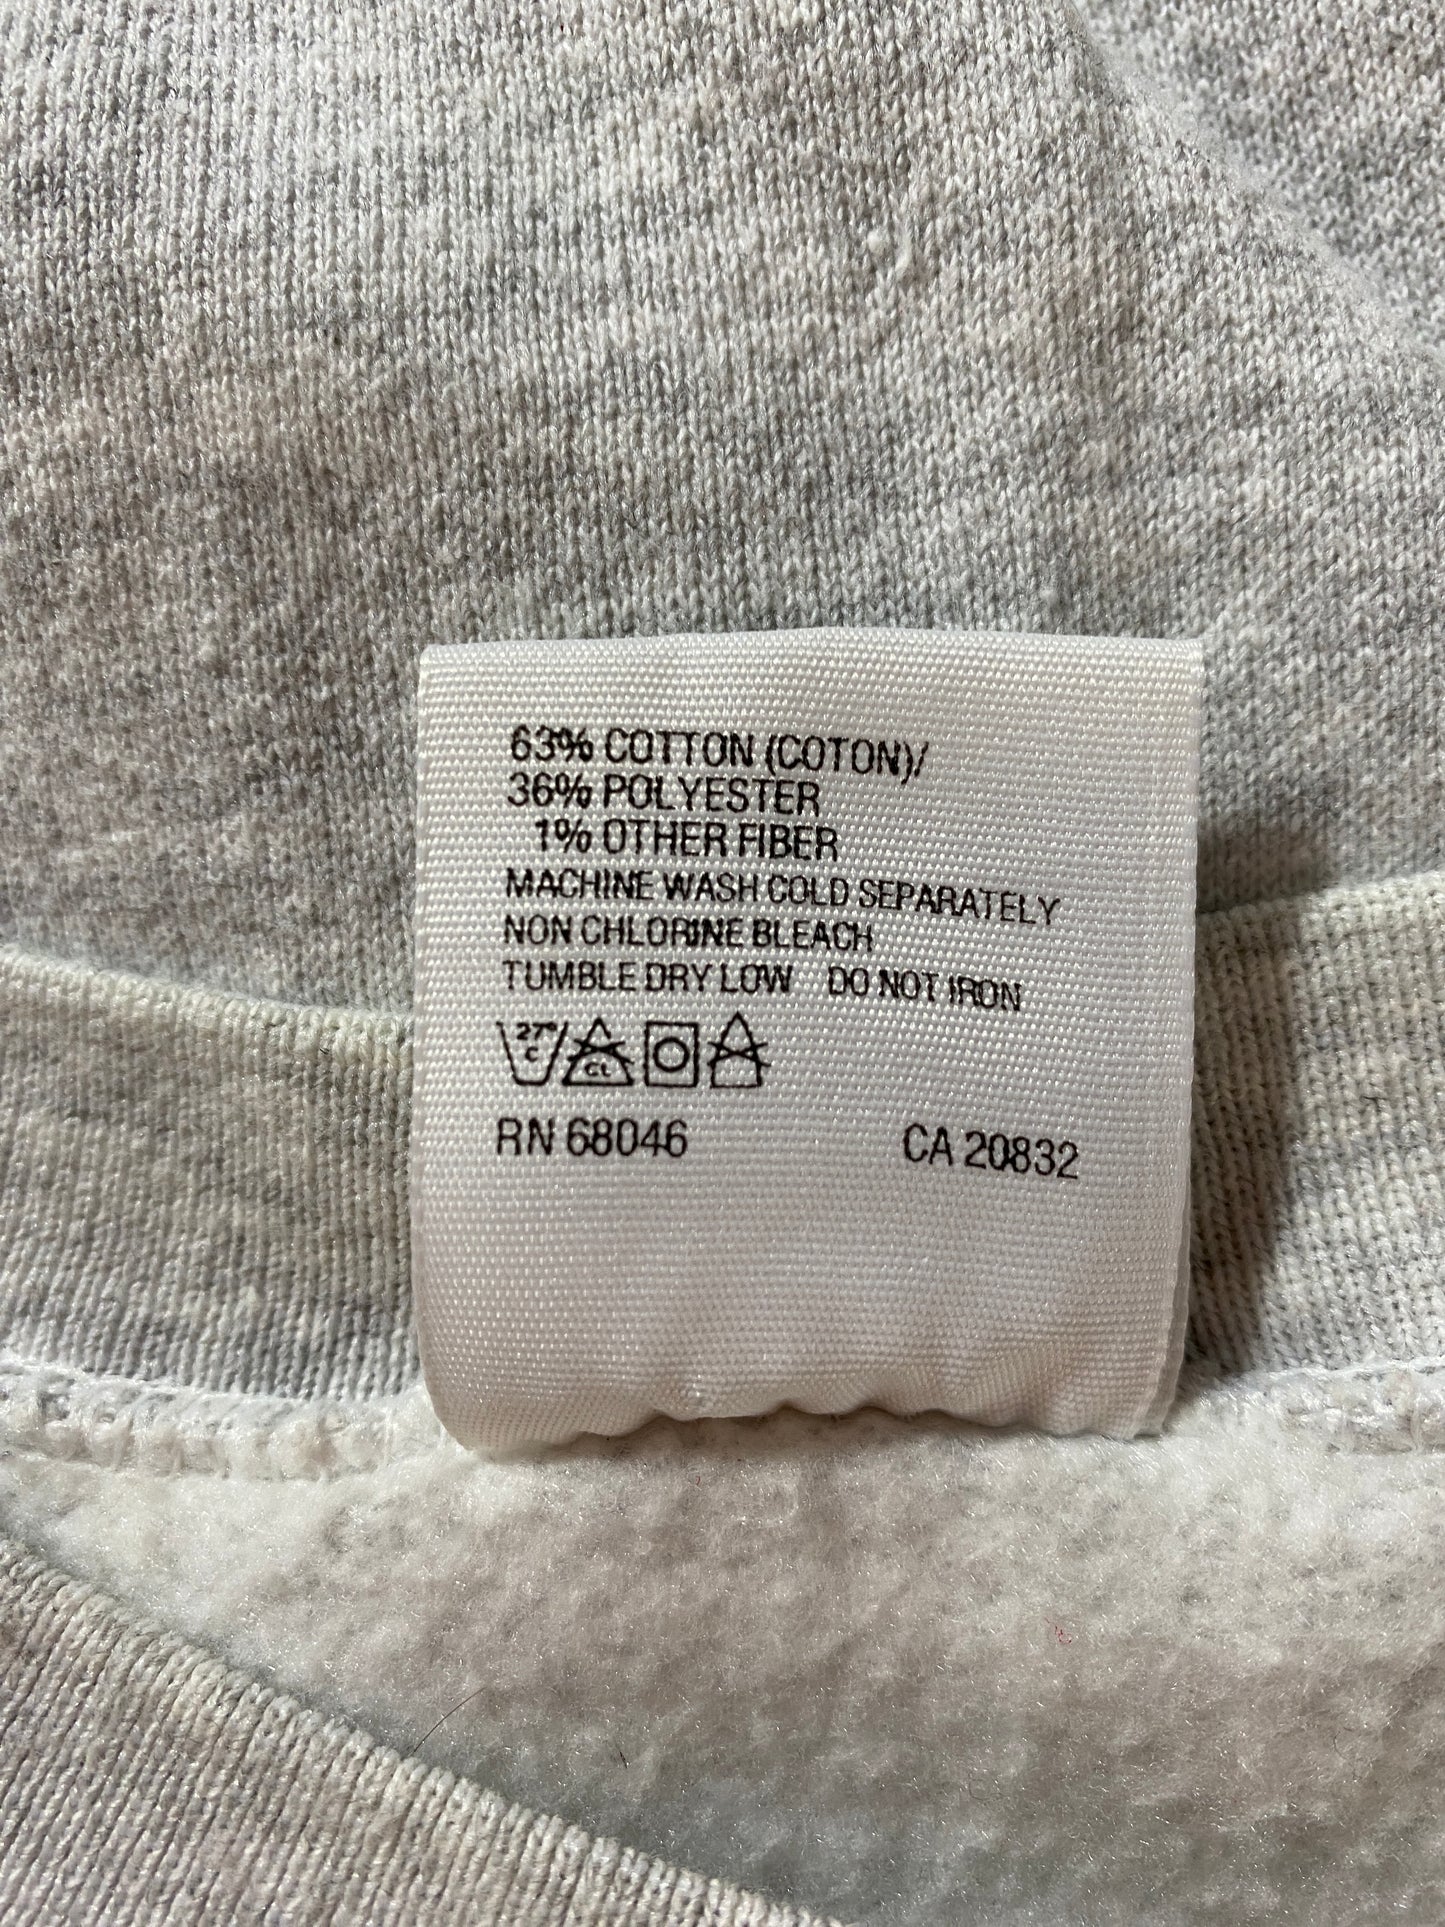 63% COTTON (COTON)/
36% POLYESTER
1% OTHER FIBER
MACHINE WASH COLD SEPARATELY
NON CHLORINE BLEACH
TUMBLE DRY LOW DO NOT IRON
27° C CL
RN 68046 CA 20832